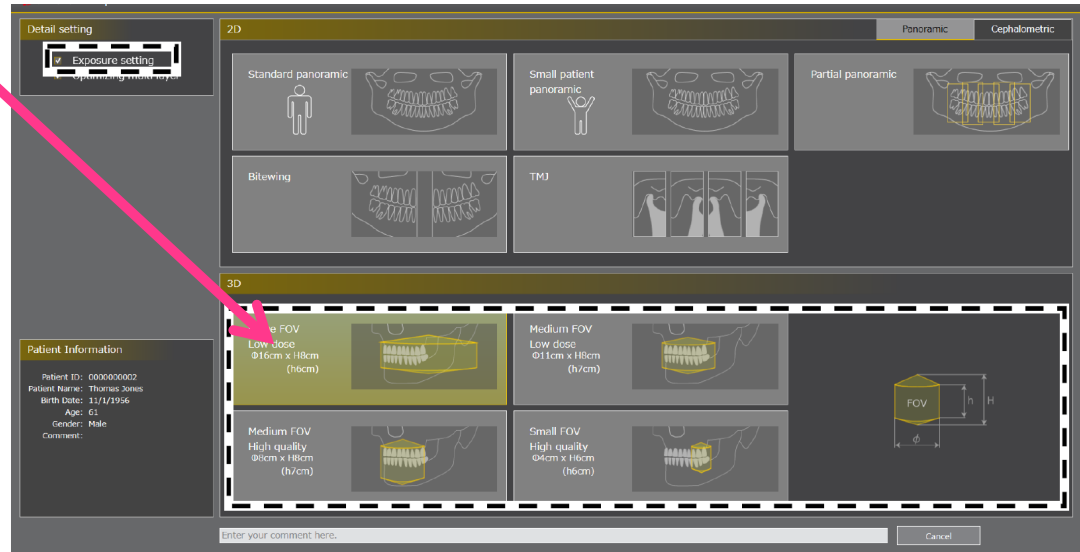 Detail setting
Exposure setting
Optimizing multi layer
2D
Panoramic
Cephalometric
Standard panoramic
Small patient
panoramic
Partial panoramic
Bitewing
TMJ
3D
FOV
Low dose
Φ16cm x H8cm
(h6cm)
Medium FOV
Low dose
Φ11cm x H8cm
(h7cm)
Medium FOV
High quality
Φ8cm x H8cm
(h7cm)
Small FOV
High quality
Φ4cm x H6cm
(h6cm)
FOV
h
H
ϕ
Patient Information
Patient ID: 0000000002
Patient Name: Thomas Jones
Birth Date: 11/1/1956
Age: 61
Gender: Male
Comment:
Enter your comment here.
Cancel